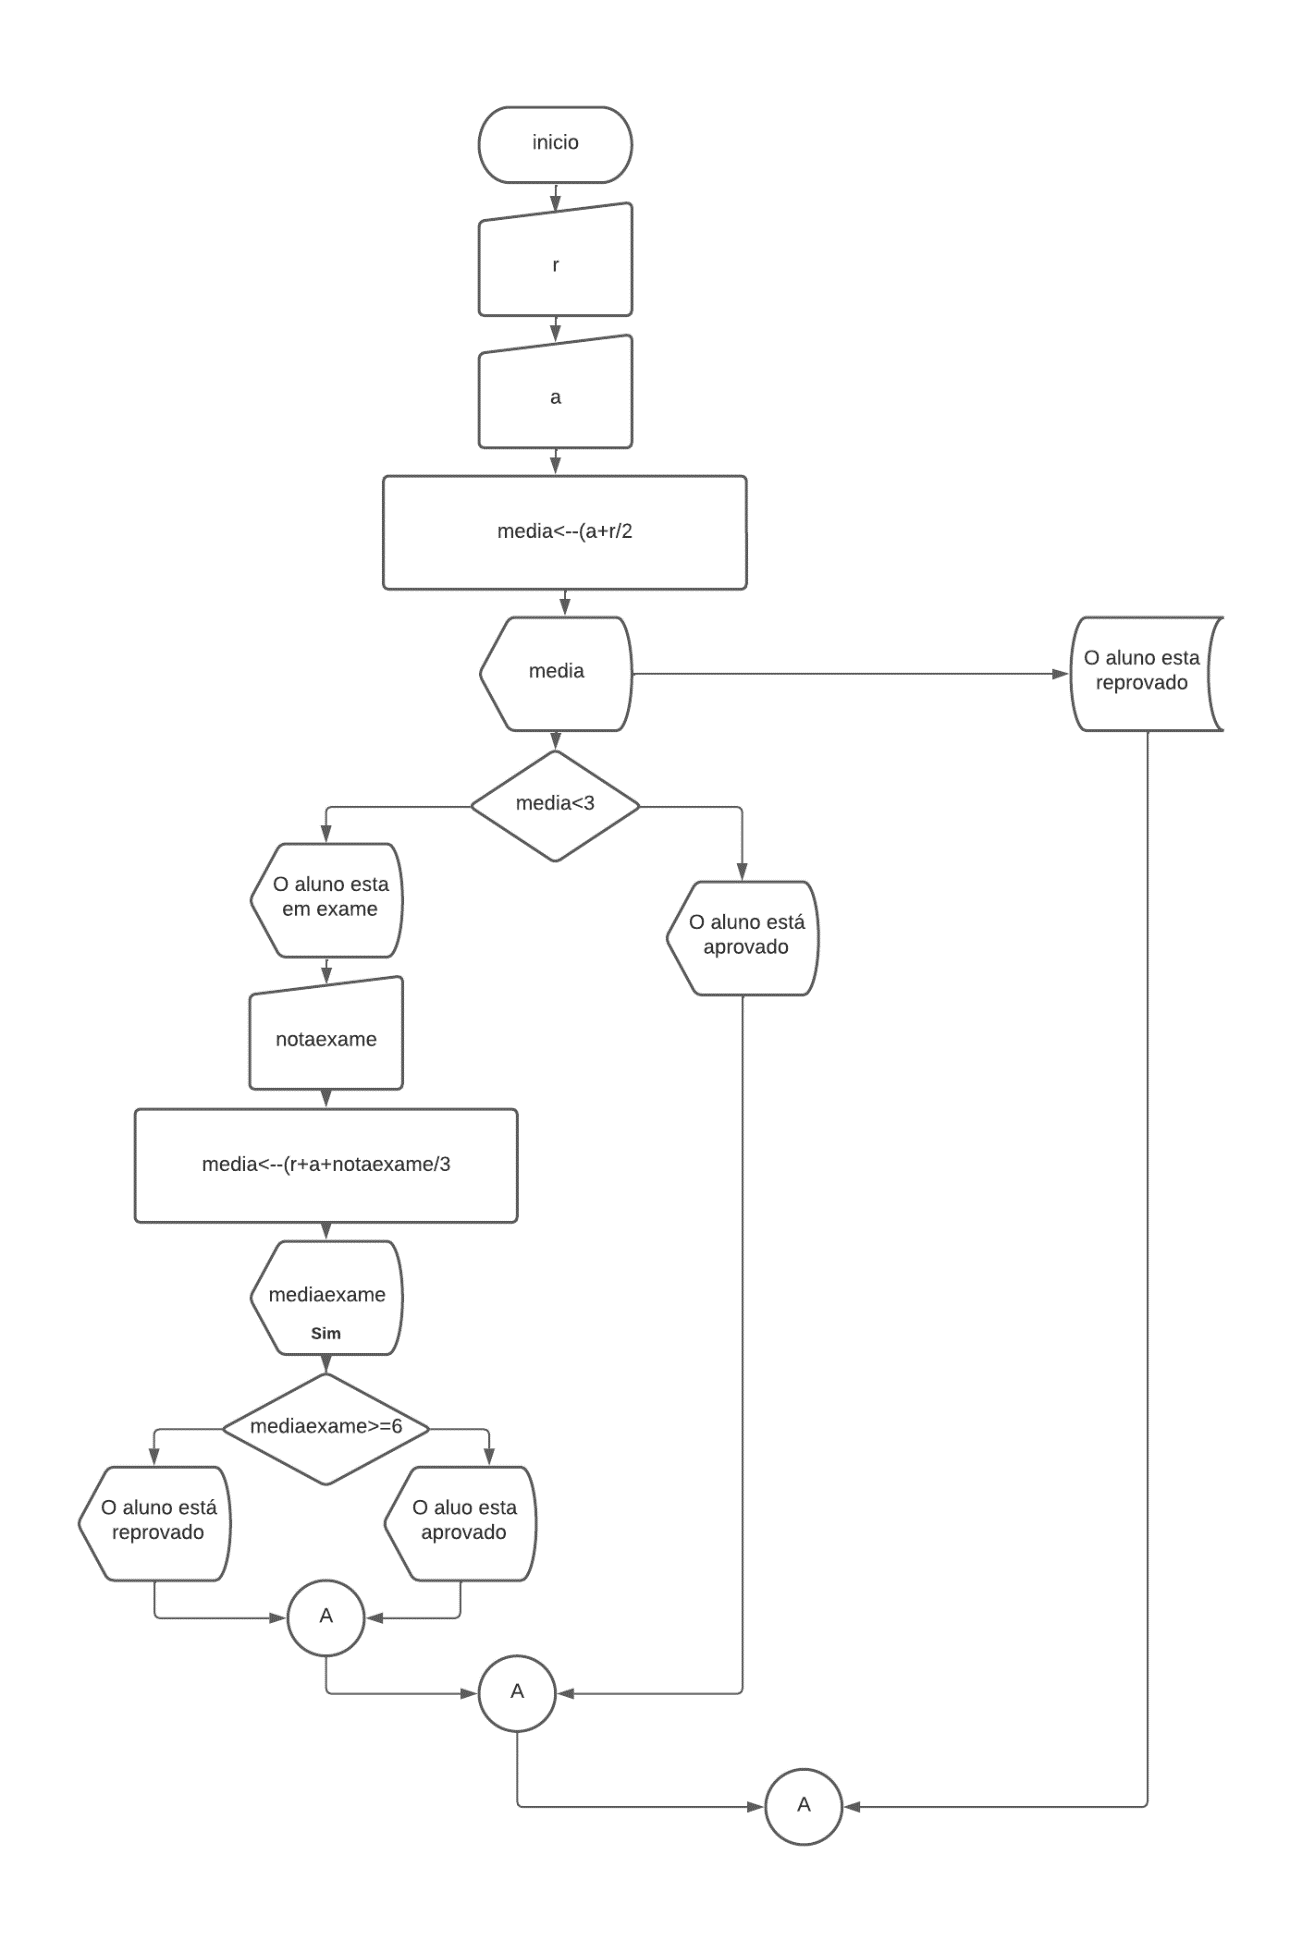 inicio
r
a
media<--(a+r/2
media
O aluno esta
reprovado
media<3
O aluno esta
em exame
O aluno está
aprovado
notaexame
media<--(r+a+notaexame/3
mediaexame
Sim
mediaexame>=6
O aluno está
reprovado
O aluo esta
aprovado
A
A
A